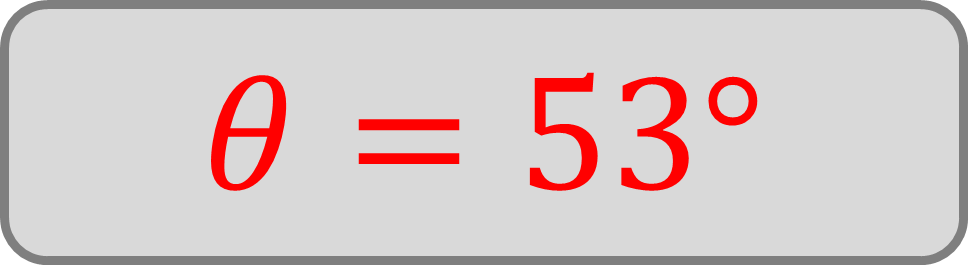 θ = 53°